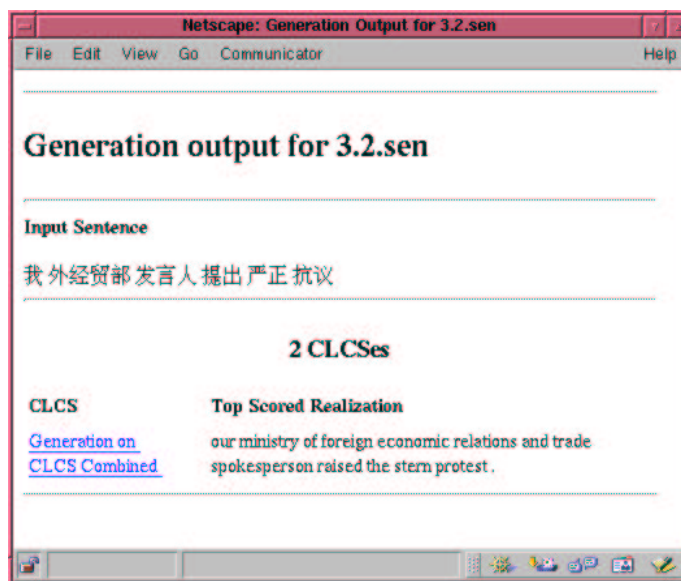 Netscape: Generation Output for 3.2.sen
File Edit View Go Communicator Help
Generation output for 3.2.sen
Input Sentence
我 外经贸部 发言人 提出 严正 抗议
2 CLCSes
CLCS Top Scored Realization
Generation on our ministry of foreign economic relations and trade
CLCS Combined spokesperson raised the stern protest .